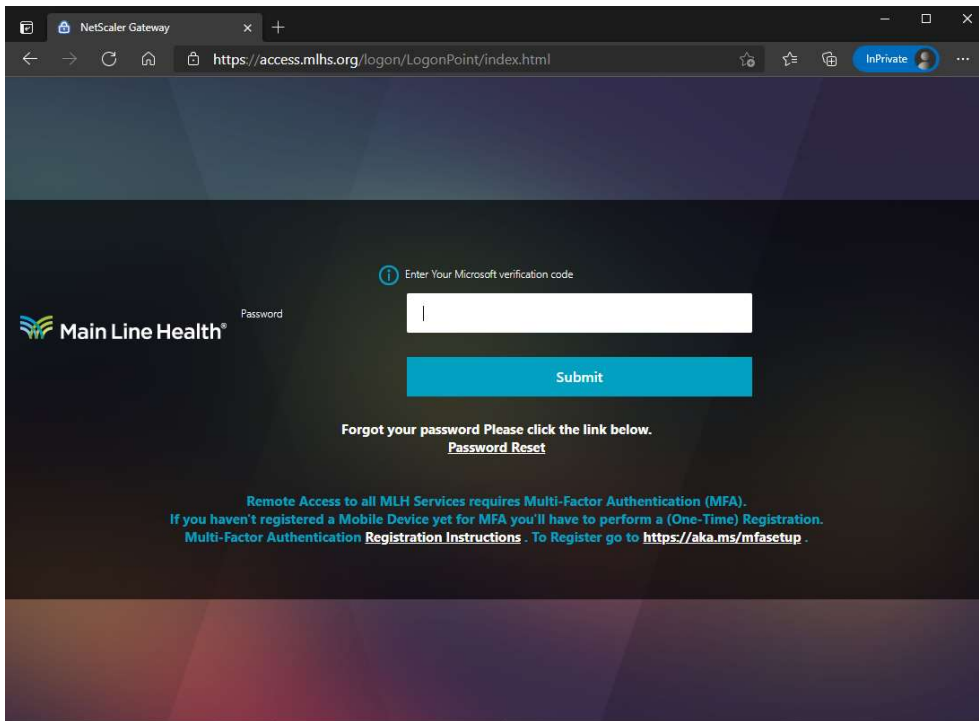 NetScaler Gateway
https://access.mlhs.org/logon/LogonPoint/index.html
InPrivate
Enter Your Microsoft verification code
Password
Main Line Health®
Submit
Forgot your password Please click the link below.
Password Reset
Remote Access to all MLH Services requires Multi-Factor Authentication (MFA).
If you haven't registered a Mobile Device yet for MFA you'll have to perform a (One-Time) Registration.
Multi-Factor Authentication Registration Instructions . To Register go to https://aka.ms/mfasetup .